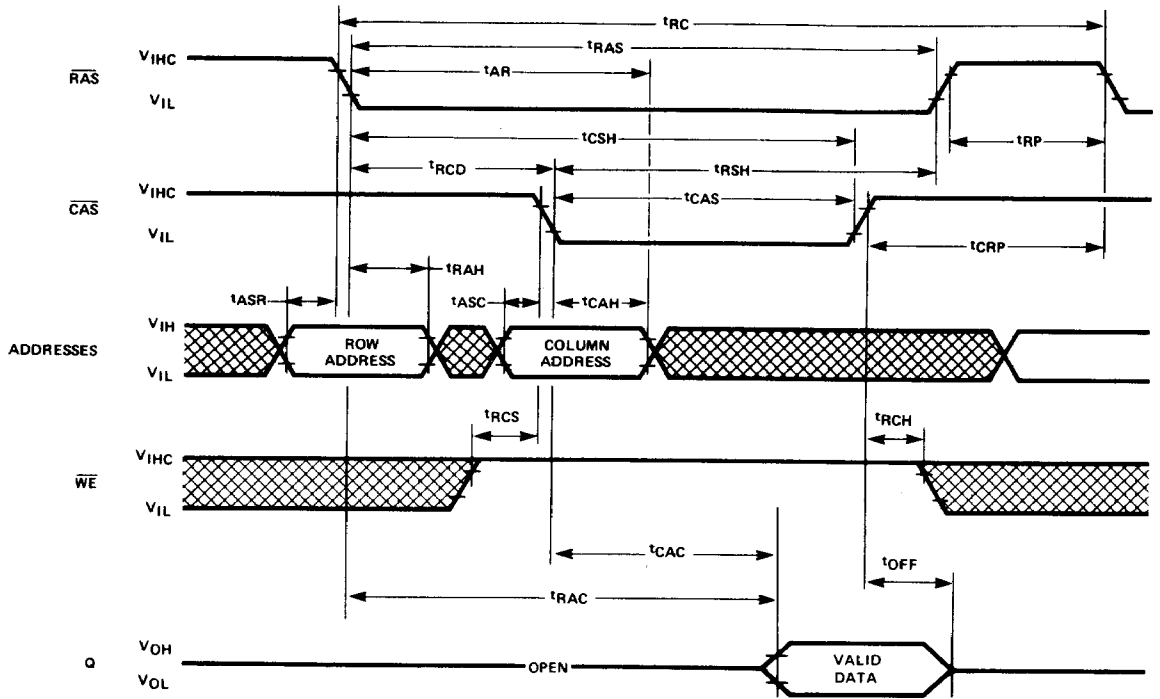 tRC
tRAS
tAR
VIHC
RAS
VIL
tCSH
tRP
tRCD
tRSH
VIHC
CAS
tCAS
VIL
tCRP
tRAH
tASR
tASC
tCAH
VIH
ADDRESSES
ROW
ADDRESS
COLUMN
ADDRESS
VIL
tRCS
tRCH
VIHC
WE
VIL
tCAC
tOFF
tRAC
VOH
Q
OPEN
VALID
DATA
VOL